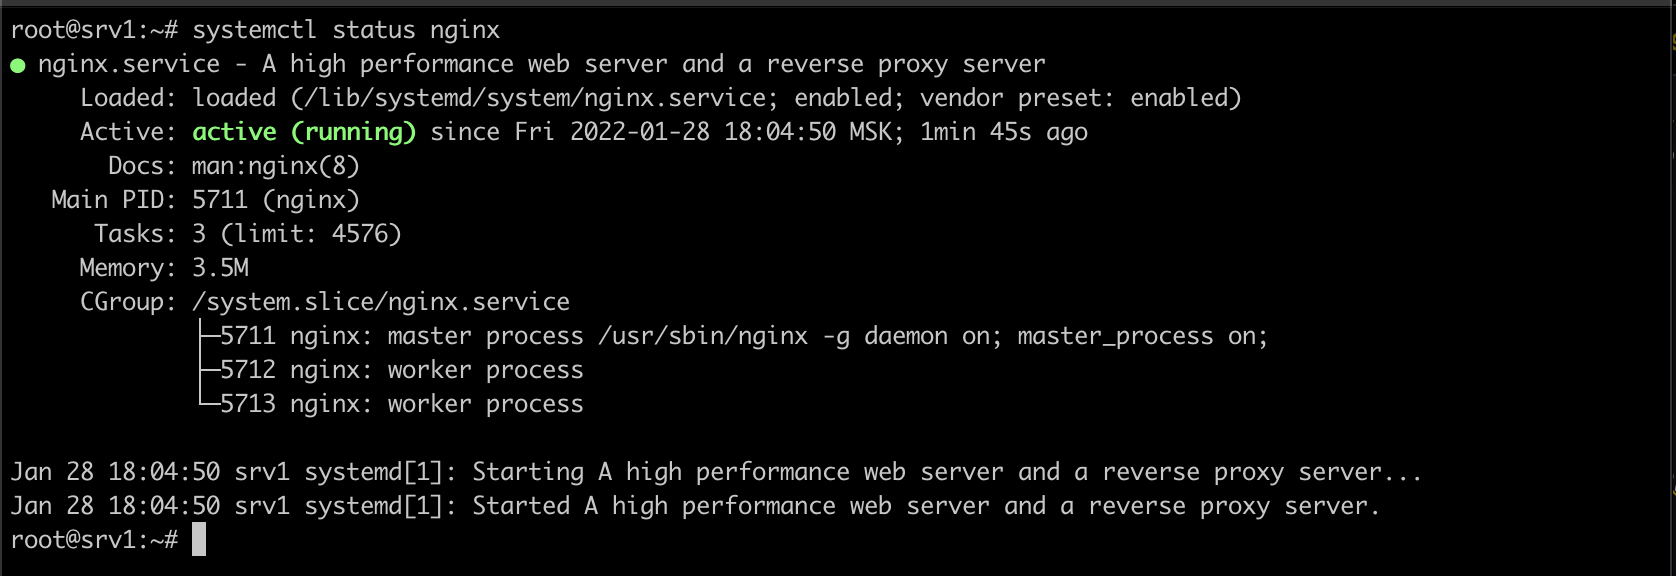 root@srv1:~# systemctl status nginx
● nginx.service - A high performance web server and a reverse proxy server
     Loaded: loaded (/lib/systemd/system/nginx.service; enabled; vendor preset: enabled)
     Active: active (running) since Fri 2022-01-28 18:04:50 MSK; 1min 45s ago
       Docs: man:nginx(8)
   Main PID: 5711 (nginx)
      Tasks: 3 (limit: 4576)
     Memory: 3.5M
     CGroup: /system.slice/nginx.service
             ├─5711 nginx: master process /usr/sbin/nginx -g daemon on; master_process on;
             ├─5712 nginx: worker process
             └─5713 nginx: worker process

Jan 28 18:04:50 srv1 systemd[1]: Starting A high performance web server and a reverse proxy server...
Jan 28 18:04:50 srv1 systemd[1]: Started A high performance web server and a reverse proxy server.
root@srv1:~#